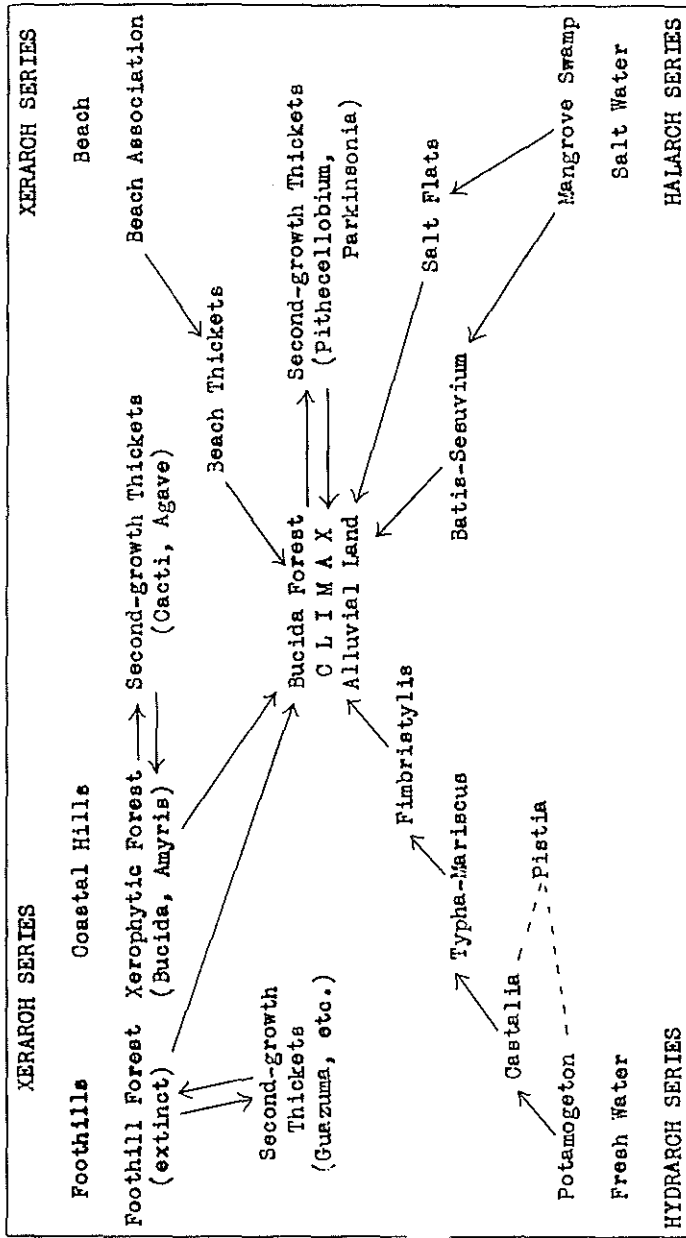 XERARCH SERIES
XERARCH SERIES
Foothills
Coastal Hills
Beach
Foothill Forest
(extinct)
Xerophytic Forest
(Bucida, Amyris)
Second-growth Thickets
(Cacti, Agave)
Beach Association
Beach Thickets
Second-growth
Thickets
(Guazuma, etc.)
Bucida Forest
C L I M A X
Alluvial Land
Second-growth Thickets
(Pithecellobium,
Parkinsonia)
Fimbristylis
Salt Flats
Typha-Mariscus
Batis-Sesuvium
Castalia
Pistia
Potamogeton
Mangrove Swamp
Fresh Water
Salt Water
HYDRARCH SERIES
HALARCH SERIES